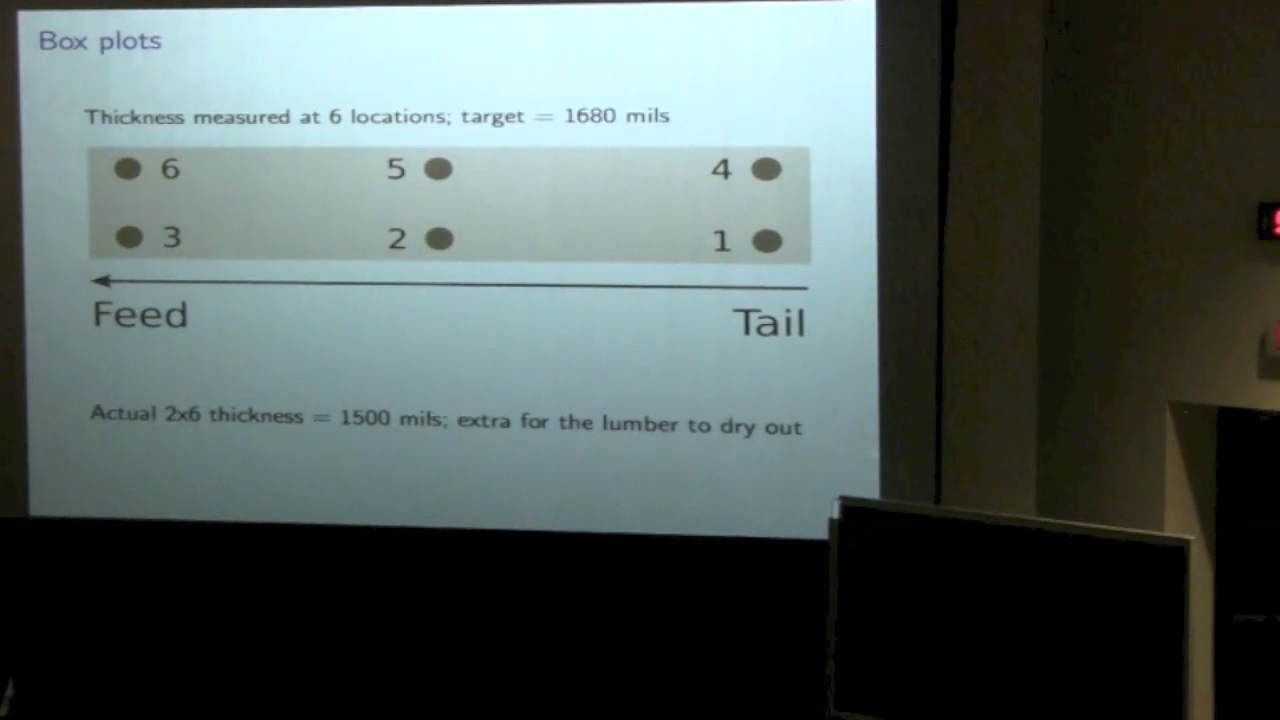 Box plots
Thickness measured at 6 locations; target = 1680 mils
6 5 4
3 2 1
Feed Tail
Actual 2x6 thickness = 1500 mils; extra for the lumber to dry out